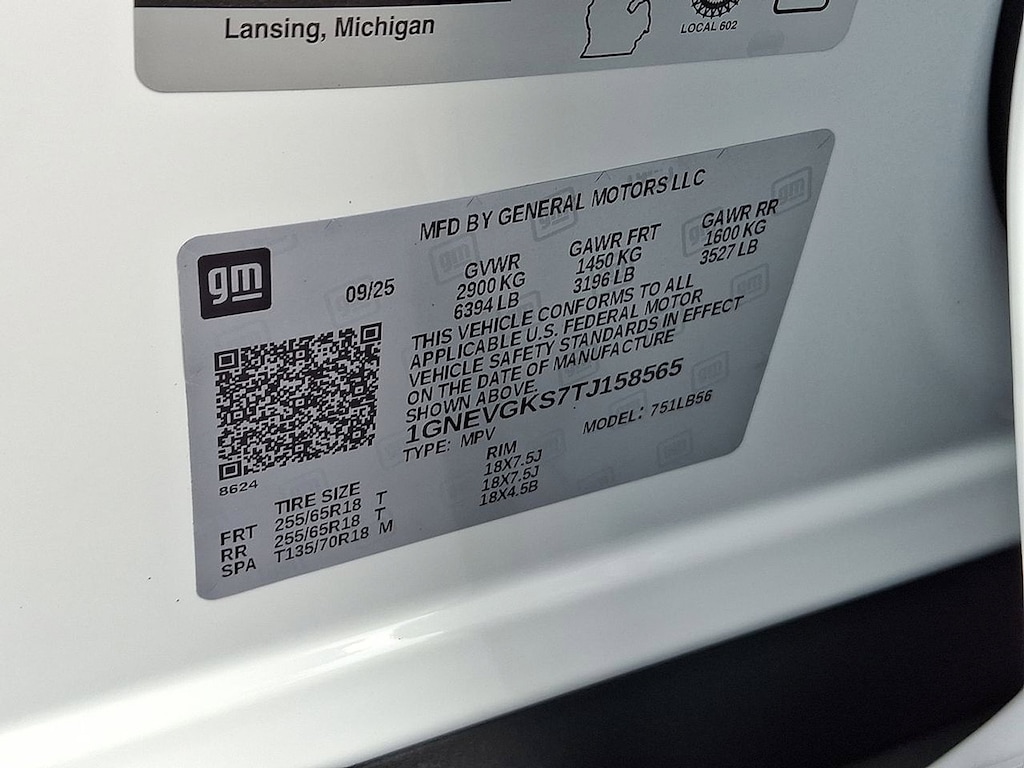 Lansing, Michigan
LOCAL 602
MFD BY GENERAL MOTORS LLC
gm
09/25
GVWR GAWR FRT GAWR RR
2900 KG 1450 KG 1600 KG
6394 LB 3196 LB 3527 LB
THIS VEHICLE CONFORMS TO ALL
APPLICABLE U.S. FEDERAL MOTOR
VEHICLE SAFETY STANDARDS IN EFFECT
ON THE DATE OF MANUFACTURE
SHOWN ABOVE.
1GNEVGKS7TJ158565
TYPE: MPV MODEL: 751LB56
8624
TIRE SIZE RIM
FRT 255/65R18 T 18X7.5J
RR 255/65R18 T 18X7.5J
SPA T135/70R18 M 18X4.5B